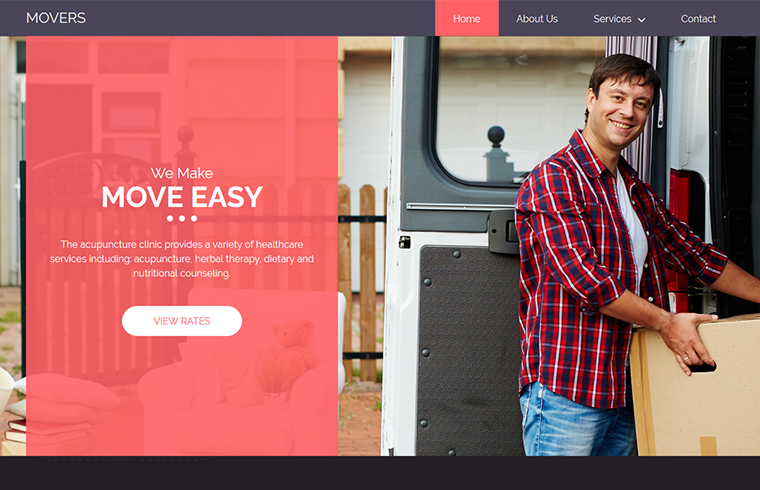 MOVERS
Home
About Us
Services
Contact
We Make
MOVE EASY
The acupuncture clinic provides a variety of healthcare
services including: acupuncture, herbal therapy, dietary and
nutritional counseling.
VIEW RATES